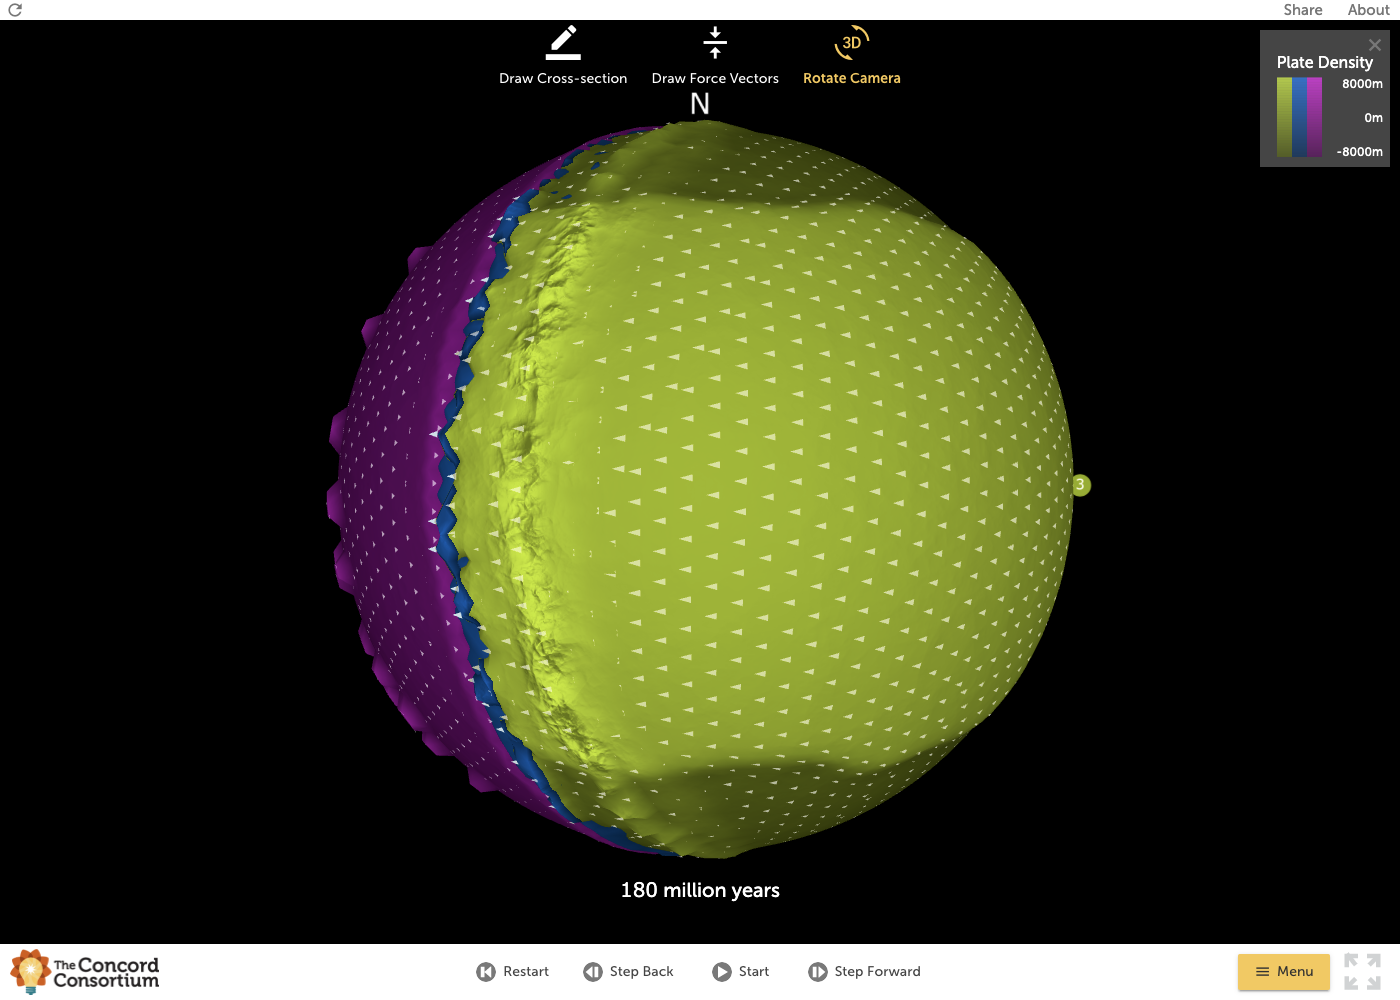 Share About
Draw Cross-section Draw Force Vectors 3D Rotate Camera
Plate Density
8000m
0m
-8000m
N
3
180 million years
The Concord
Consortium
Restart Step Back Start Step Forward Menu